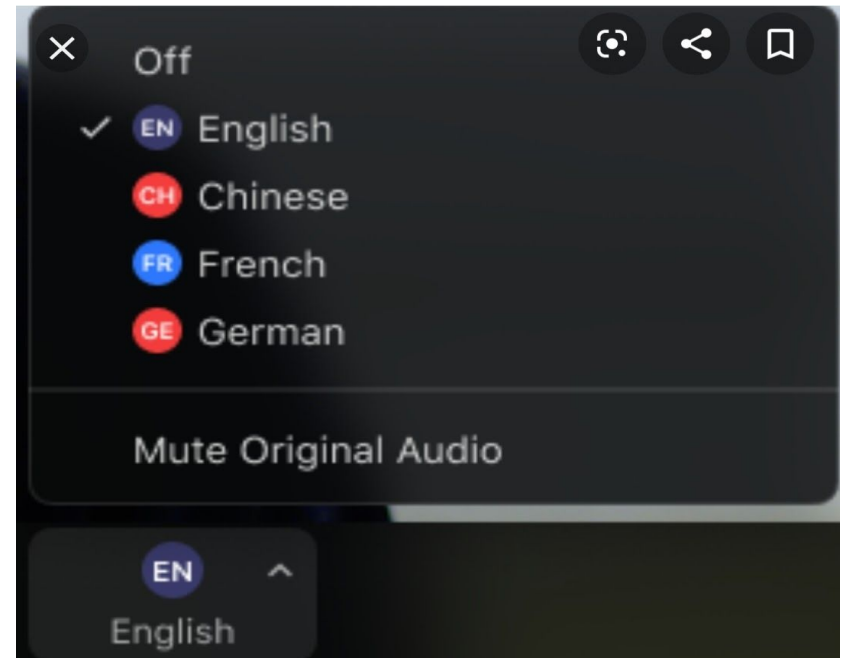 Off
EN English
CH Chinese
FR French
GE German
Mute Original Audio
EN
English